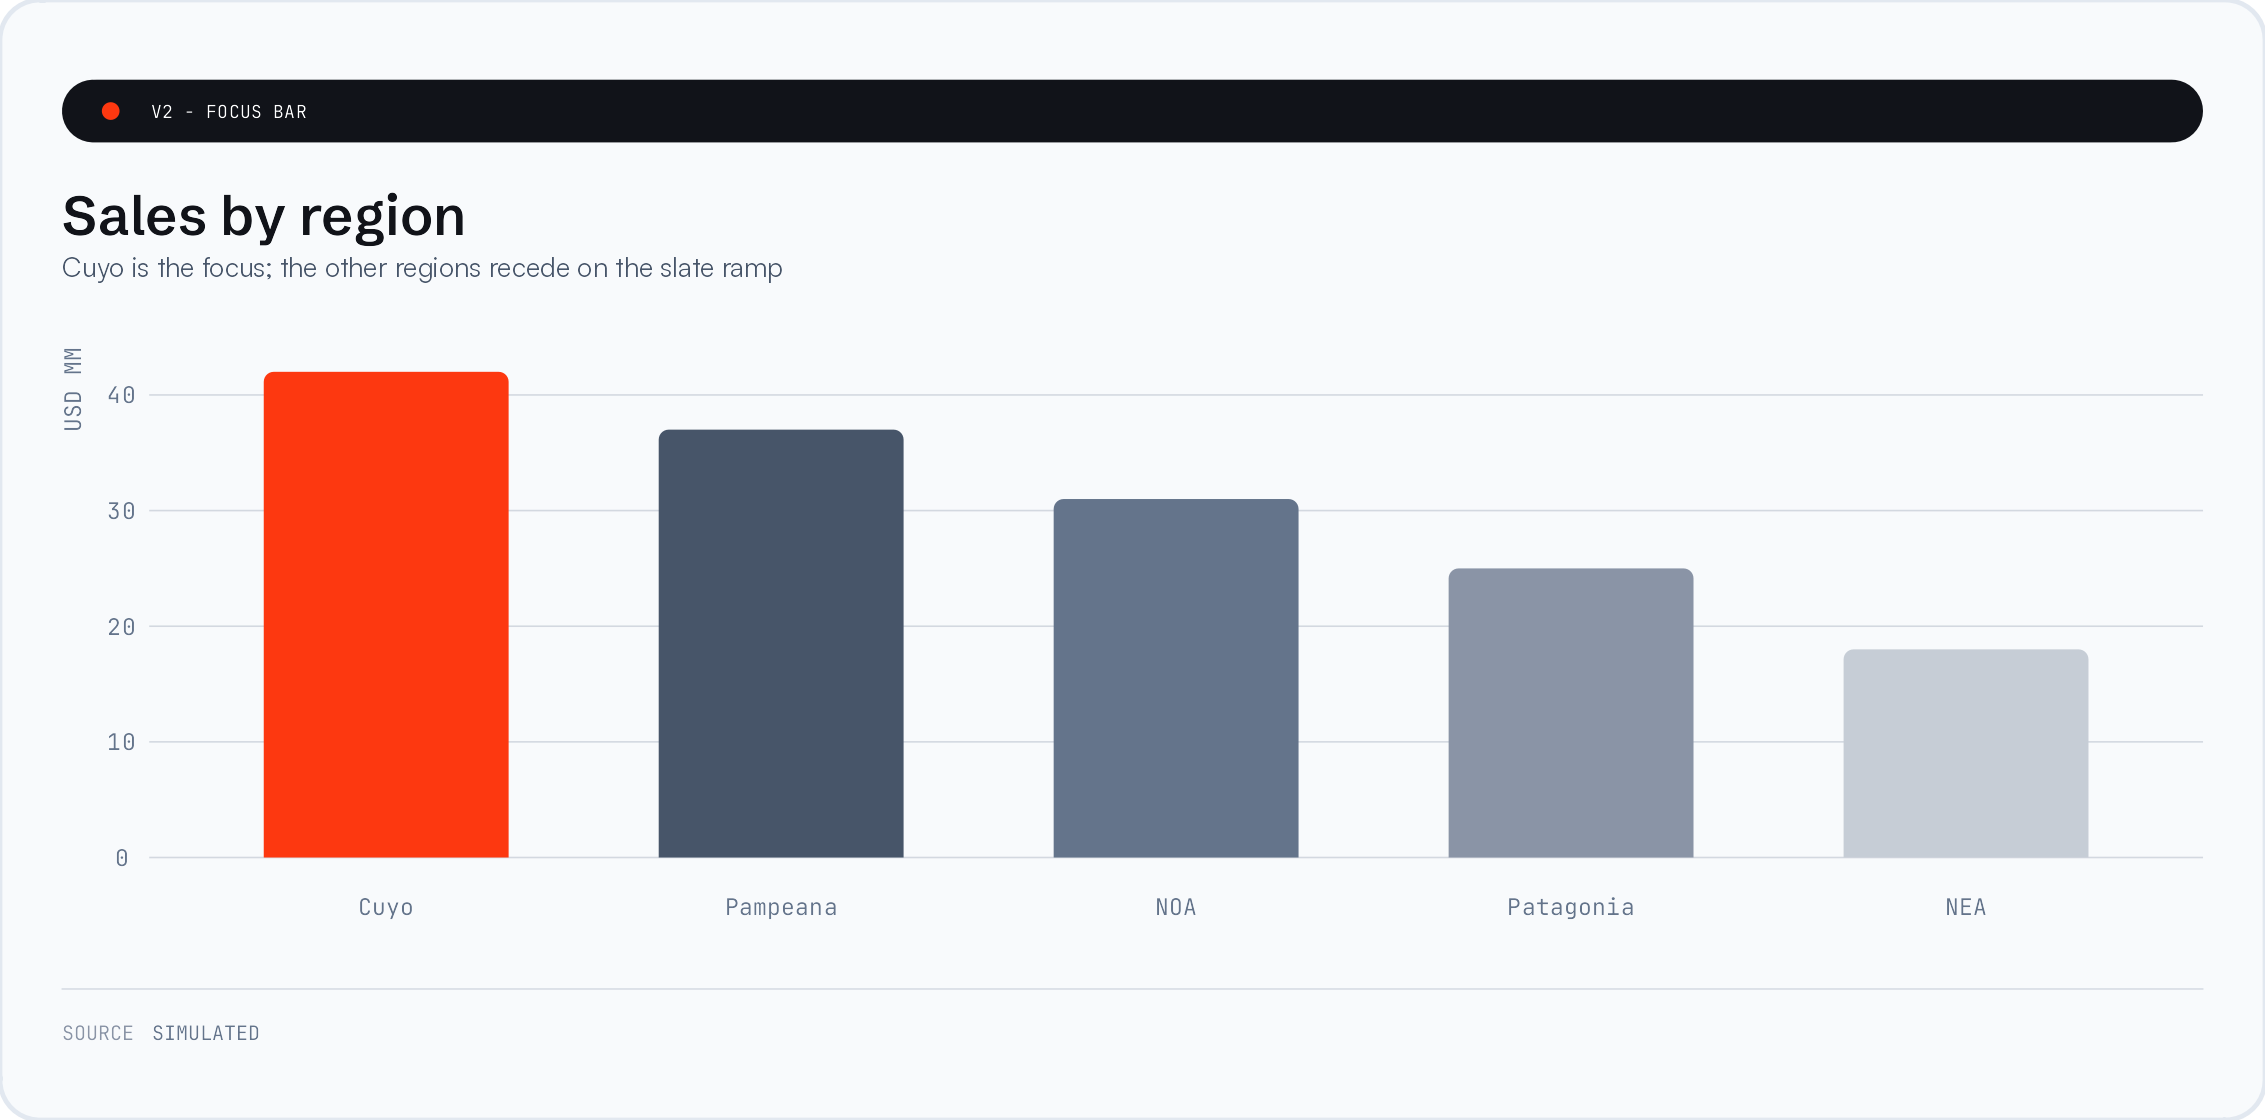 V2 - FOCUS BAR
Sales by region
Cuyo is the focus; the other regions recede on the slate ramp
USD MM
40
30
20
10
0
Cuyo Pampeana NOA Patagonia NEA
SOURCE SIMULATED